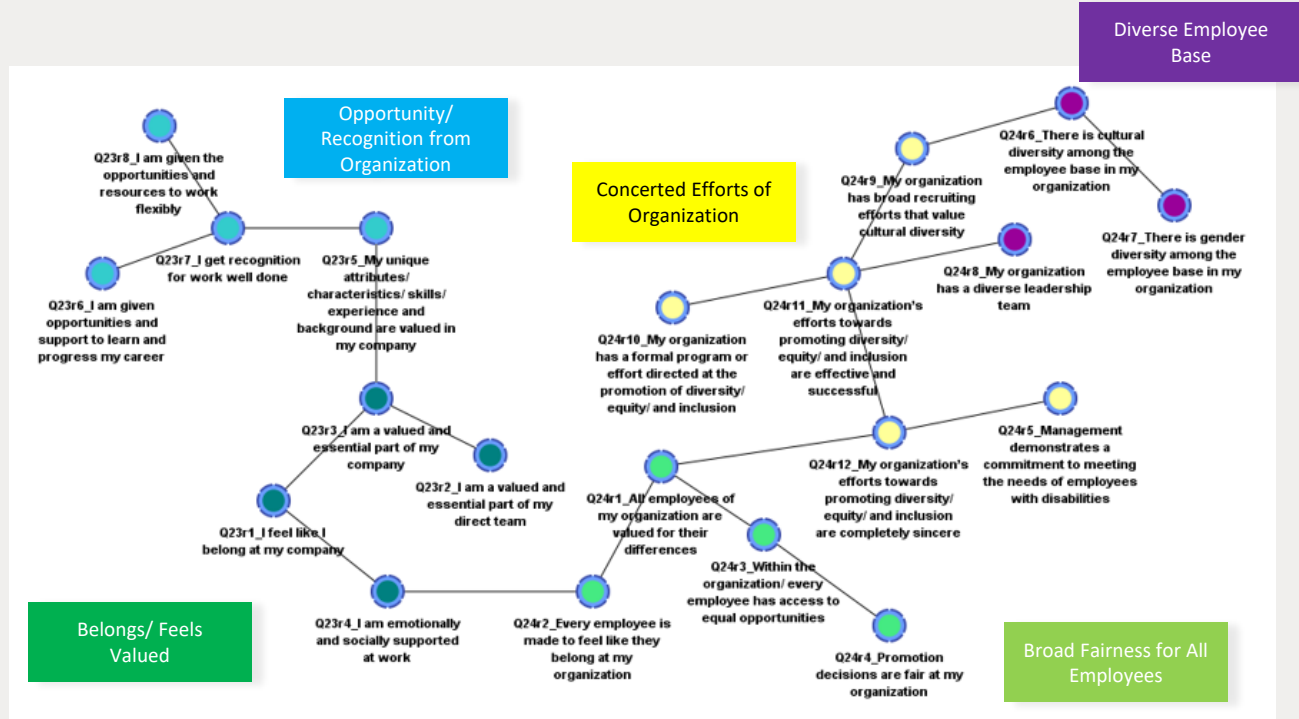 Diverse Employee
Base
Opportunity/
Recognition from
Organization
Concerted Efforts of
Organization
Q23r8_I am given the
opportunities and
resources to work
flexibly
Q23r7_I get recognition
for work well done
Q23r6_I am given
opportunities and
support to learn and
progress my career
Q23r5_My unique
attributes/
characteristics/ skills/
experience and
background are valued in
my company
Q24r9_My organization
has broad recruiting
efforts that value
cultural diversity
Q24r6_There is cultural
diversity among the
employee base in my
organization
Q24r7_There is gender
diversity among the
employee base in my
organization
Q24r8_My organization
has a diverse leadership
team
Q24r11_My organization's
efforts towards
promoting diversity/
equity/ and inclusion
are effective and
successful
Q24r10_My organization
has a formal program or
effort directed at the
promotion of diversity/
equity/ and inclusion
Q23r3_I am a valued and
essential part of my
company
Q23r2_I am a valued and
essential part of my
direct team
Q24r12_My organization's
efforts towards
promoting diversity/
equity/ and inclusion
are completely sincere
Q24r5_Management
demonstrates a
commitment to meeting
the needs of employees
with disabilities
Q24r1_All employees of
my organization are
valued for their
differences
Q23r1_I feel like I
belong at my company
Q24r3_Within the
organization/ every
employee has access to
equal opportunities
Q23r4_I am emotionally
and socially supported
at work
Q24r2_Every employee is
made to feel like they
belong at my
organization
Q24r4_Promotion
decisions are fair at my
organization
Belongs/ Feels
Valued
Broad Fairness for All
Employees